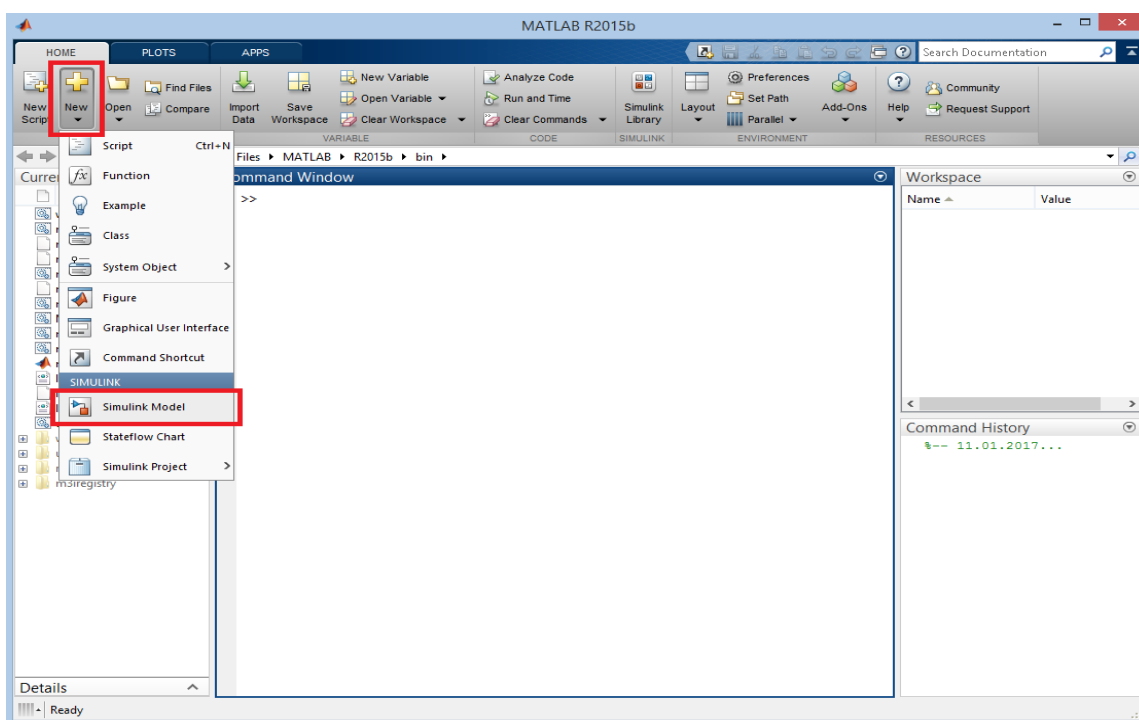 MATLAB R2015b
HOME PLOTS APPS Search Documentation
New Script New Open Find Files Compare Import Data Save Workspace New Variable Open Variable Clear Workspace Analyze Code Run and Time Clear Commands Simulink Library Layout Preferences Set Path Parallel Add-Ons Help Community Request Support
VARIABLE CODE SIMULINK ENVIRONMENT RESOURCES
Files MATLAB R2015b bin
Script Ctrl+N
Function
Example
Class
System Object
Figure
Graphical User Interface
Command Shortcut
SIMULINK
Simulink Model
Stateflow Chart
Simulink Project
m3iregistry
Details
Command Window
>>
Workspace
Name Value
Command History
%-- 11.01.2017...
Ready